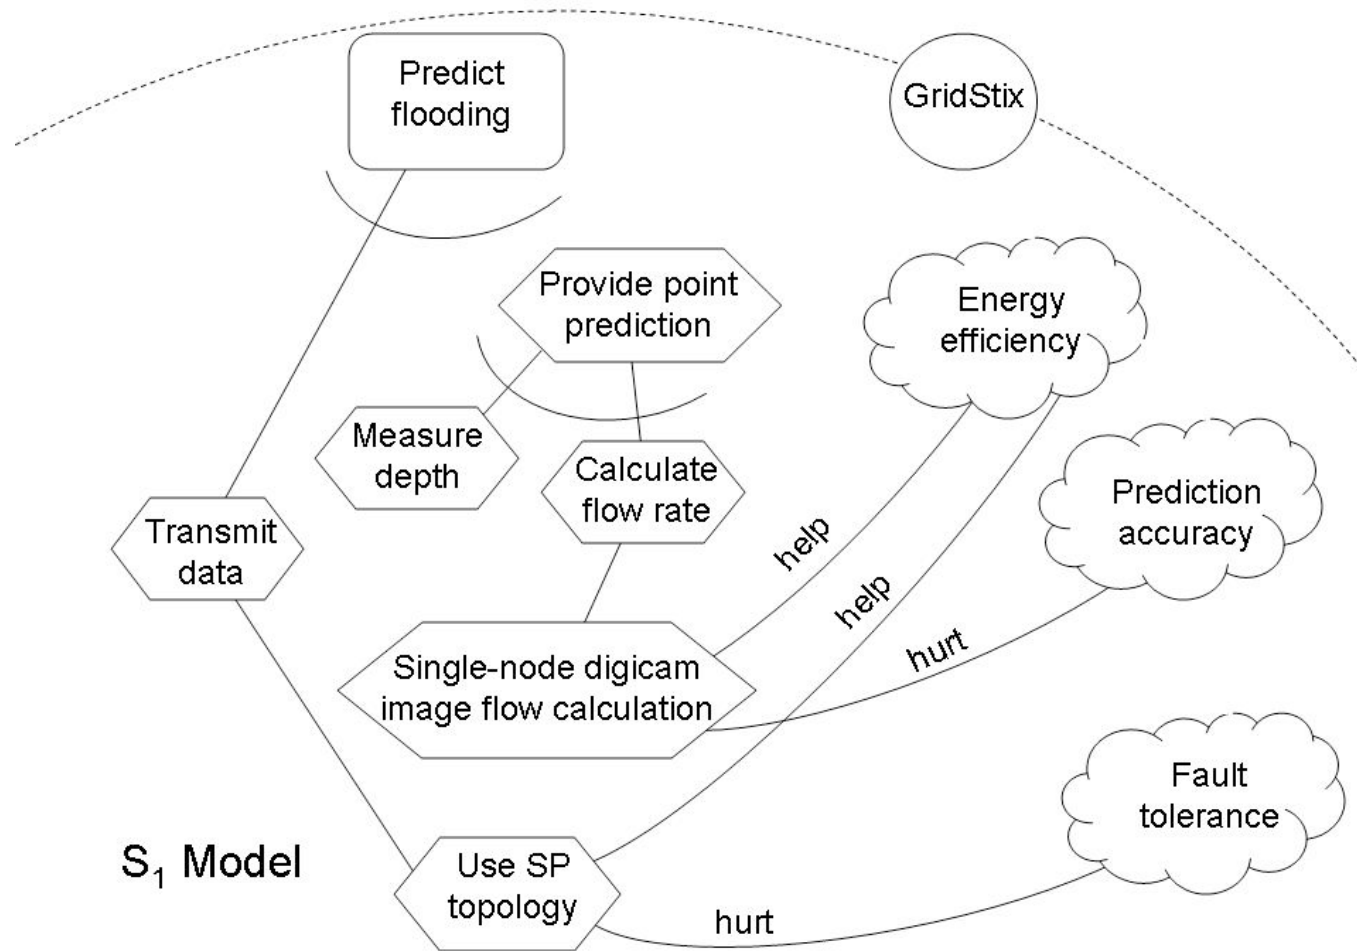 Predict
flooding
GridStix
Provide point
prediction
Energy
efficiency
Measure
depth
Calculate
flow rate
Prediction
accuracy
Transmit
data
help
help
hurt
Single-node digicam
image flow calculation
Fault
tolerance
S₁ Model
Use SP
topology
hurt